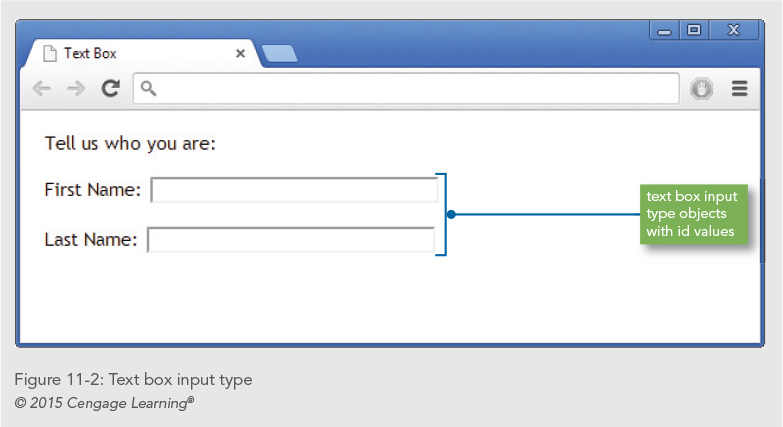 Text Box
Tell us who you are:
First Name:
text box input
type objects
with id values
Last Name:
Figure 11-2: Text box input type
© 2015 Cengage Learning®